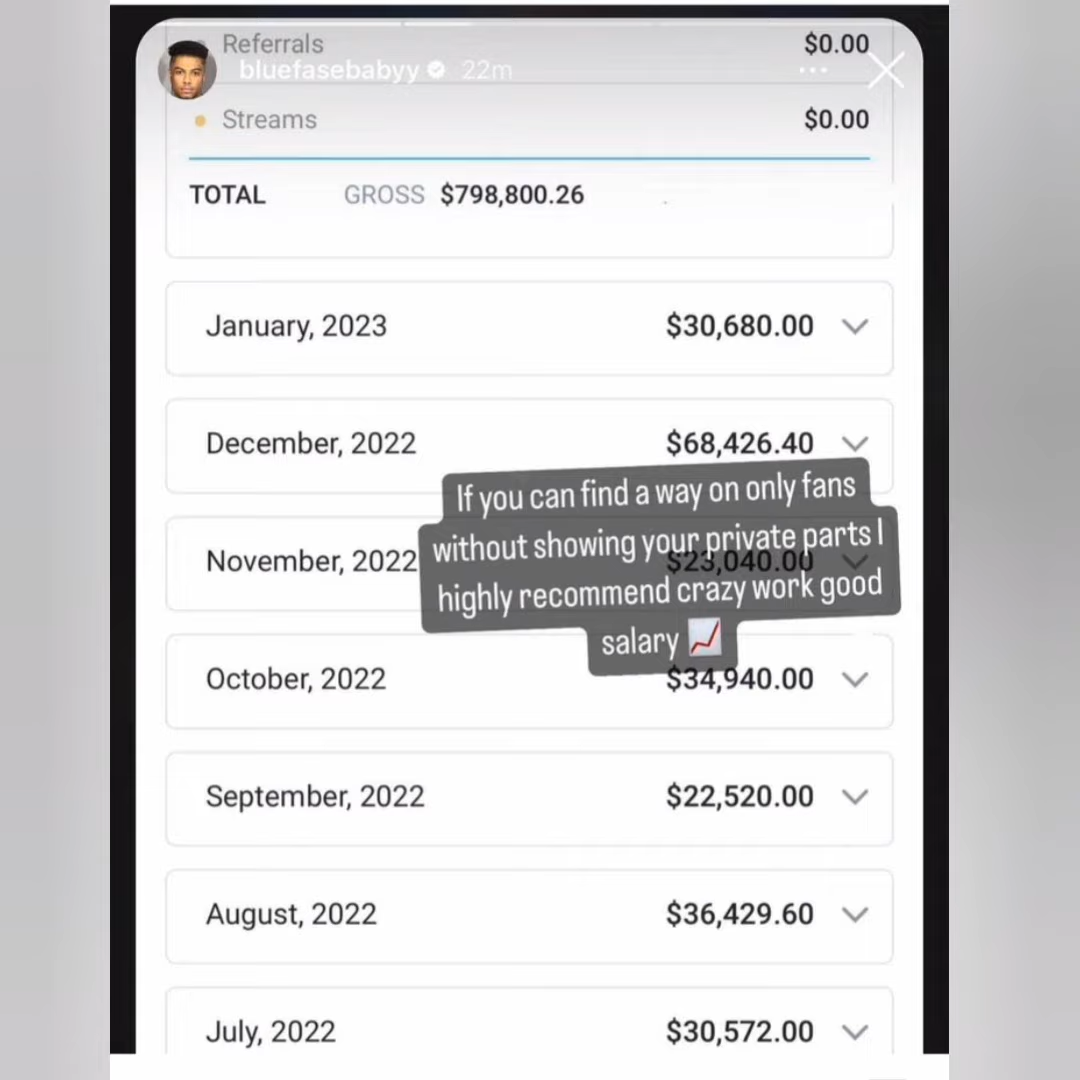 Referrals $0.00
bluefasebabyy 22m
Streams $0.00
TOTAL GROSS $798,800.26
January, 2023 $30,680.00
December, 2022 $68,426.40
If you can find a way on only fans
without showing your private parts I
highly recommend crazy work good
salary 📈
November, 2022 $23,040.00
October, 2022 $34,940.00
September, 2022 $22,520.00
August, 2022 $36,429.60
July, 2022 $30,572.00